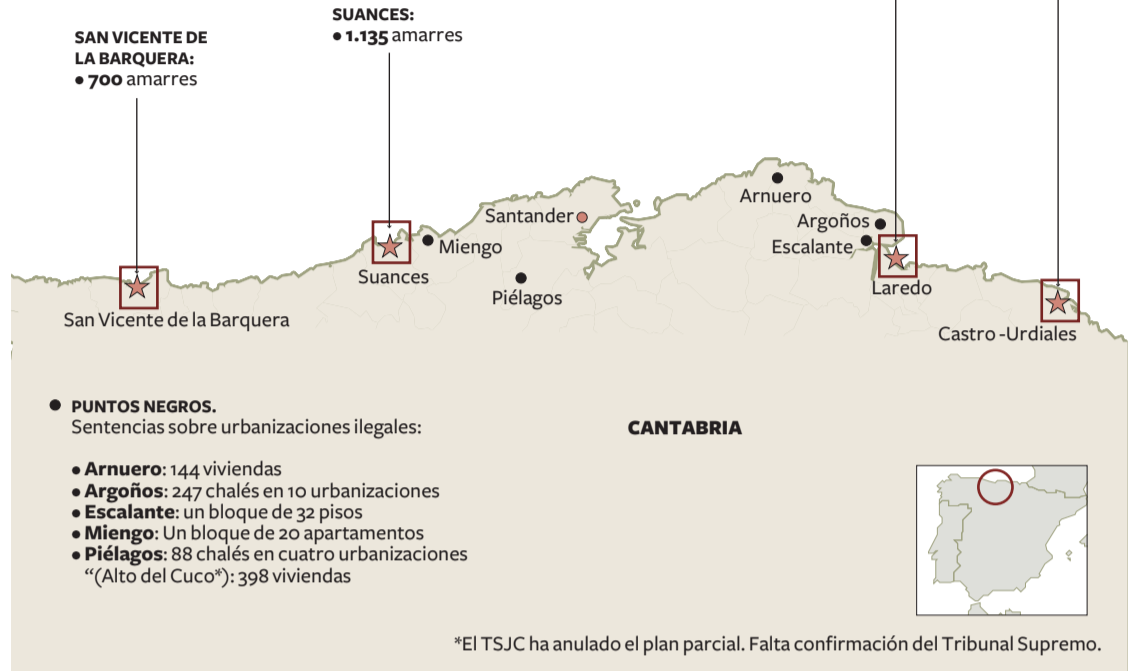 SUANCES:
• 1.135 amarres
SAN VICENTE DE
LA BARQUERA:
• 700 amarres
Arnuero
Santander
Argoños
Miengo
Escalante
Suances
Piélagos
Laredo
San Vicente de la Barquera
Castro -Urdiales
• PUNTOS NEGROS.
Sentencias sobre urbanizaciones ilegales:
CANTABRIA
• Arnuero: 144 viviendas
• Argoños: 247 chalés en 10 urbanizaciones
• Escalante: un bloque de 32 pisos
• Miengo: Un bloque de 20 apartamentos
• Piélagos: 88 chalés en cuatro urbanizaciones
“(Alto del Cuco*): 398 viviendas
*El TSJC ha anulado el plan parcial. Falta confirmación del Tribunal Supremo.